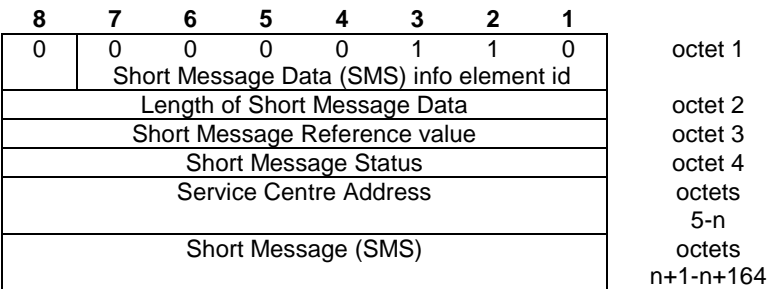 8 7 6 5 4 3 2 1
0 0 0 0 0 1 1 0 octet 1
Short Message Data (SMS) info element id
Length of Short Message Data octet 2
Short Message Reference value octet 3
Short Message Status octet 4
Service Centre Address octets
5-n
Short Message (SMS) octets
n+1-n+164